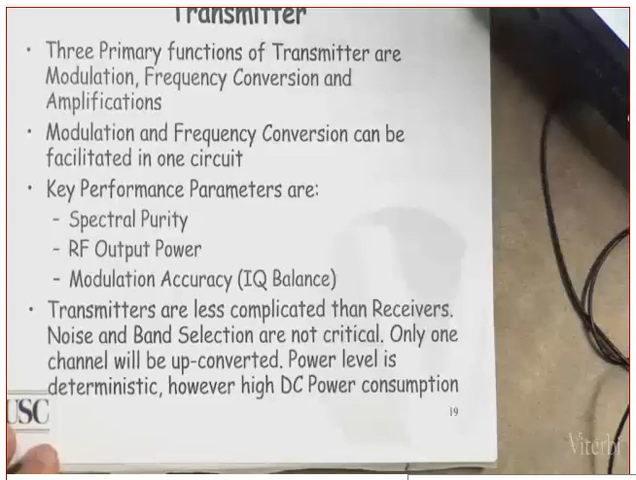 Transmitter
• Three Primary functions of Transmitter are
Modulation, Frequency Conversion and
Amplifications
• Modulation and Frequency Conversion can be
facilitated in one circuit
• Key Performance Parameters are:
– Spectral Purity
– RF Output Power
– Modulation Accuracy (IQ Balance)
• Transmitters are less complicated than Receivers.
Noise and Band Selection are not critical. Only one
channel will be up-converted. Power level is
deterministic, however high DC Power consumption
USC
19
Viterbi